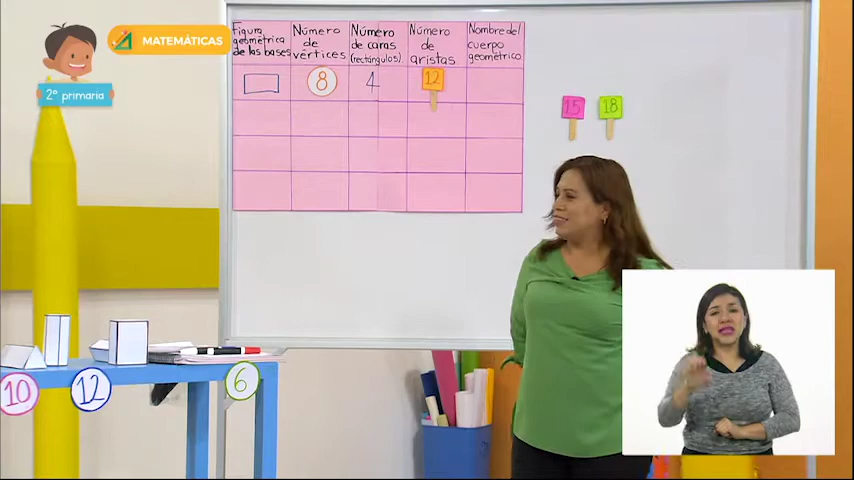 MATEMÁTICAS
2º primaria
Figura geométrica de las bases
Número de vértices
Número de caras (rectángulos)
Número de aristas
Nombre del cuerpo geométrico
8
4
12
15
18
10
12
6